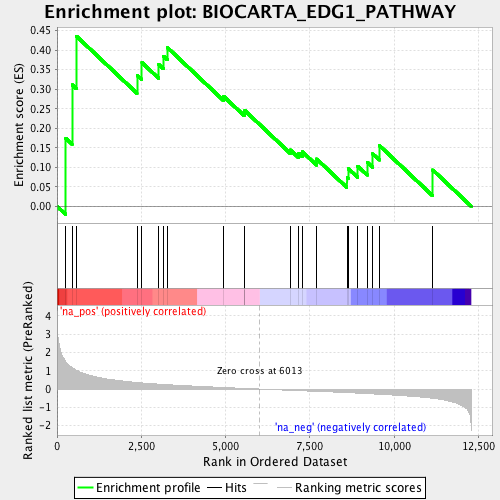 Enrichment plot: BIOCARTA_EDG1_PATHWAY
Enrichment score (ES)
0.45
0.40
0.35
0.30
0.25
0.20
0.15
0.10
0.05
0.00
'na_pos' (positively correlated)
Ranked list metric (PreRanked)
4
3
2
1
0
-1
-2
Zero cross at 6013
'na_neg' (negatively correlated)
0 2,500 5,000 7,500 10,000 12,500
Rank in Ordered Dataset
Enrichment profile Hits Ranking metric scores